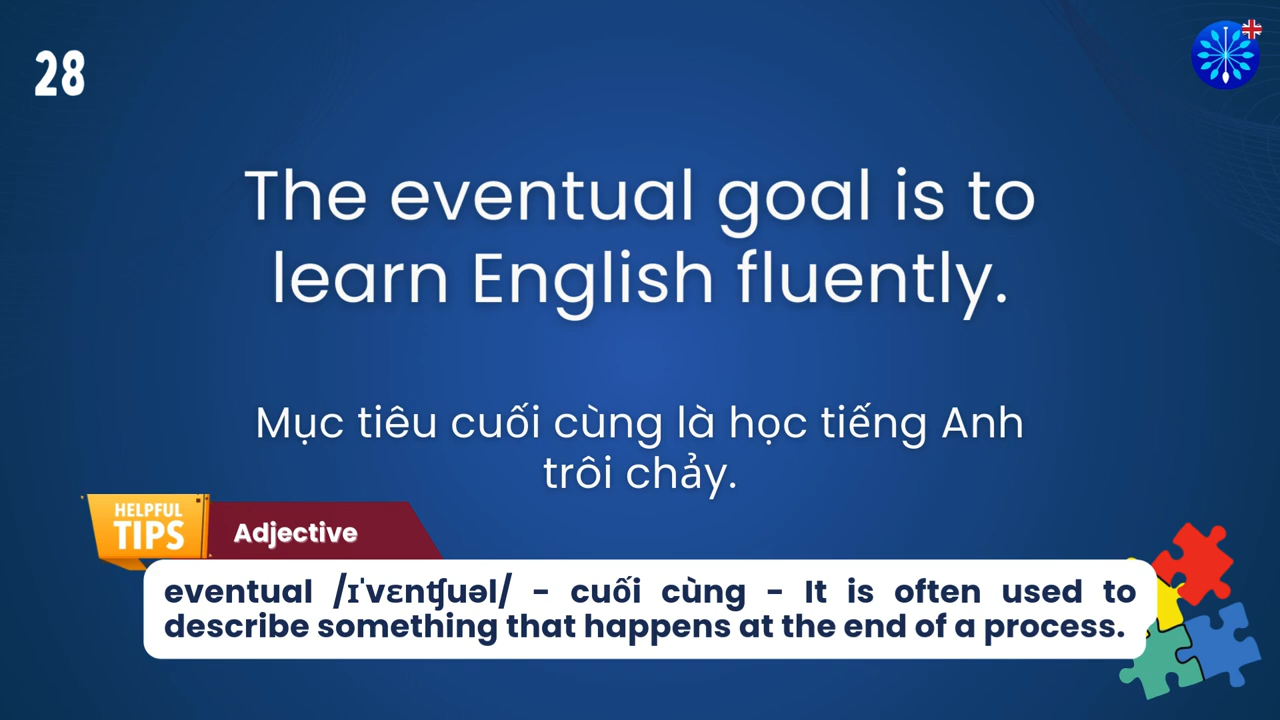 28
The eventual goal is to
learn English fluently.
Mục tiêu cuối cùng là học tiếng Anh
trôi chảy.
HELPFUL
TIPS
Adjective
eventual /ɪˈvɛnʧuəl/ - cuối cùng - It is often used to
describe something that happens at the end of a process.